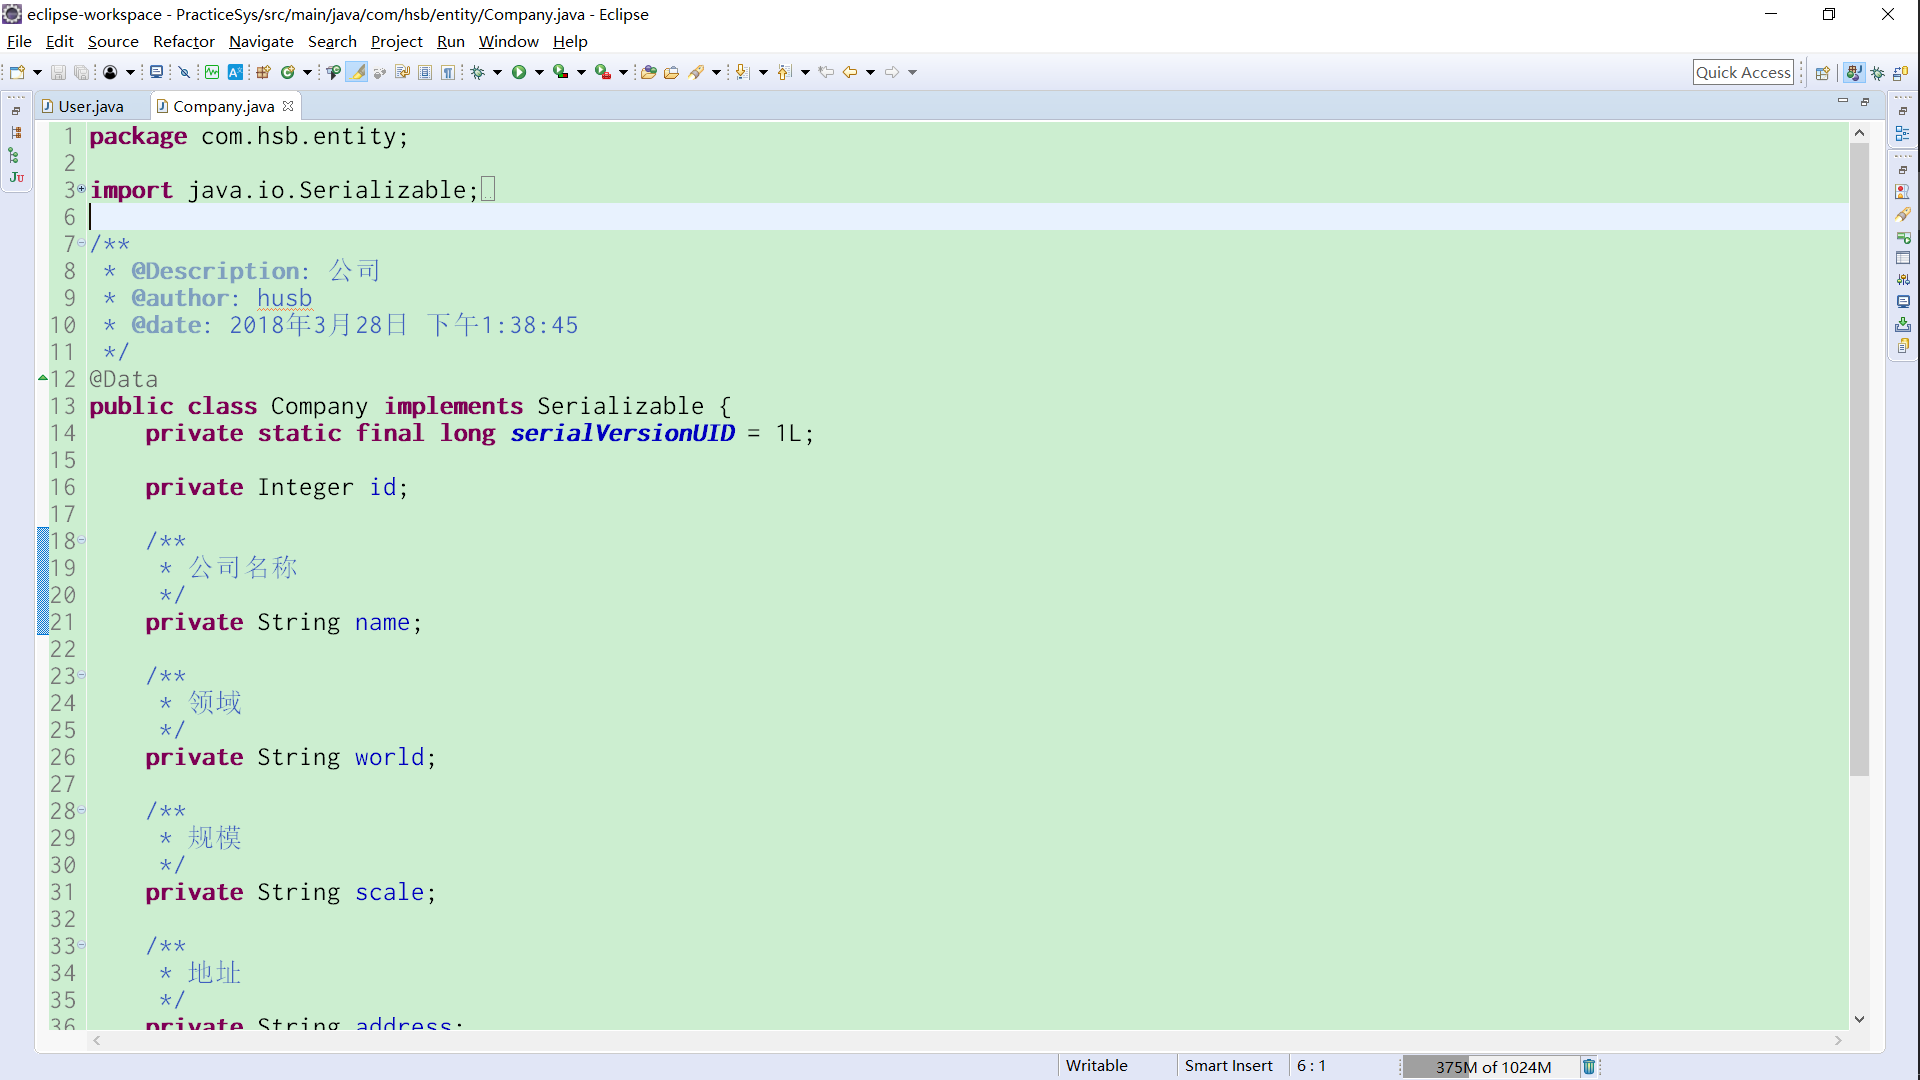 eclipse-workspace - PracticeSys/src/main/java/com/hsb/entity/Company.java - Eclipse
File Edit Source Refactor Navigate Search Project Run Window Help
Quick Access
User.java Company.java
1 package com.hsb.entity;
2
3 import java.io.Serializable;
6
7 /**
8  * @Description: 公司
9  * @author: husb
10  * @date: 2018年3月28日 下午1:38:45
11  */
12 @Data
13 public class Company implements Serializable {
14     private static final long serialVersionUID = 1L;
15
16     private Integer id;
17
18     /**
19      * 公司名称
20      */
21     private String name;
22
23     /**
24      * 领域
25      */
26     private String world;
27
28     /**
29      * 规模
30      */
31     private String scale;
32
33     /**
34      * 地址
35      */
36     private String address;
Writable Smart Insert 6 : 1 375M of 1024M